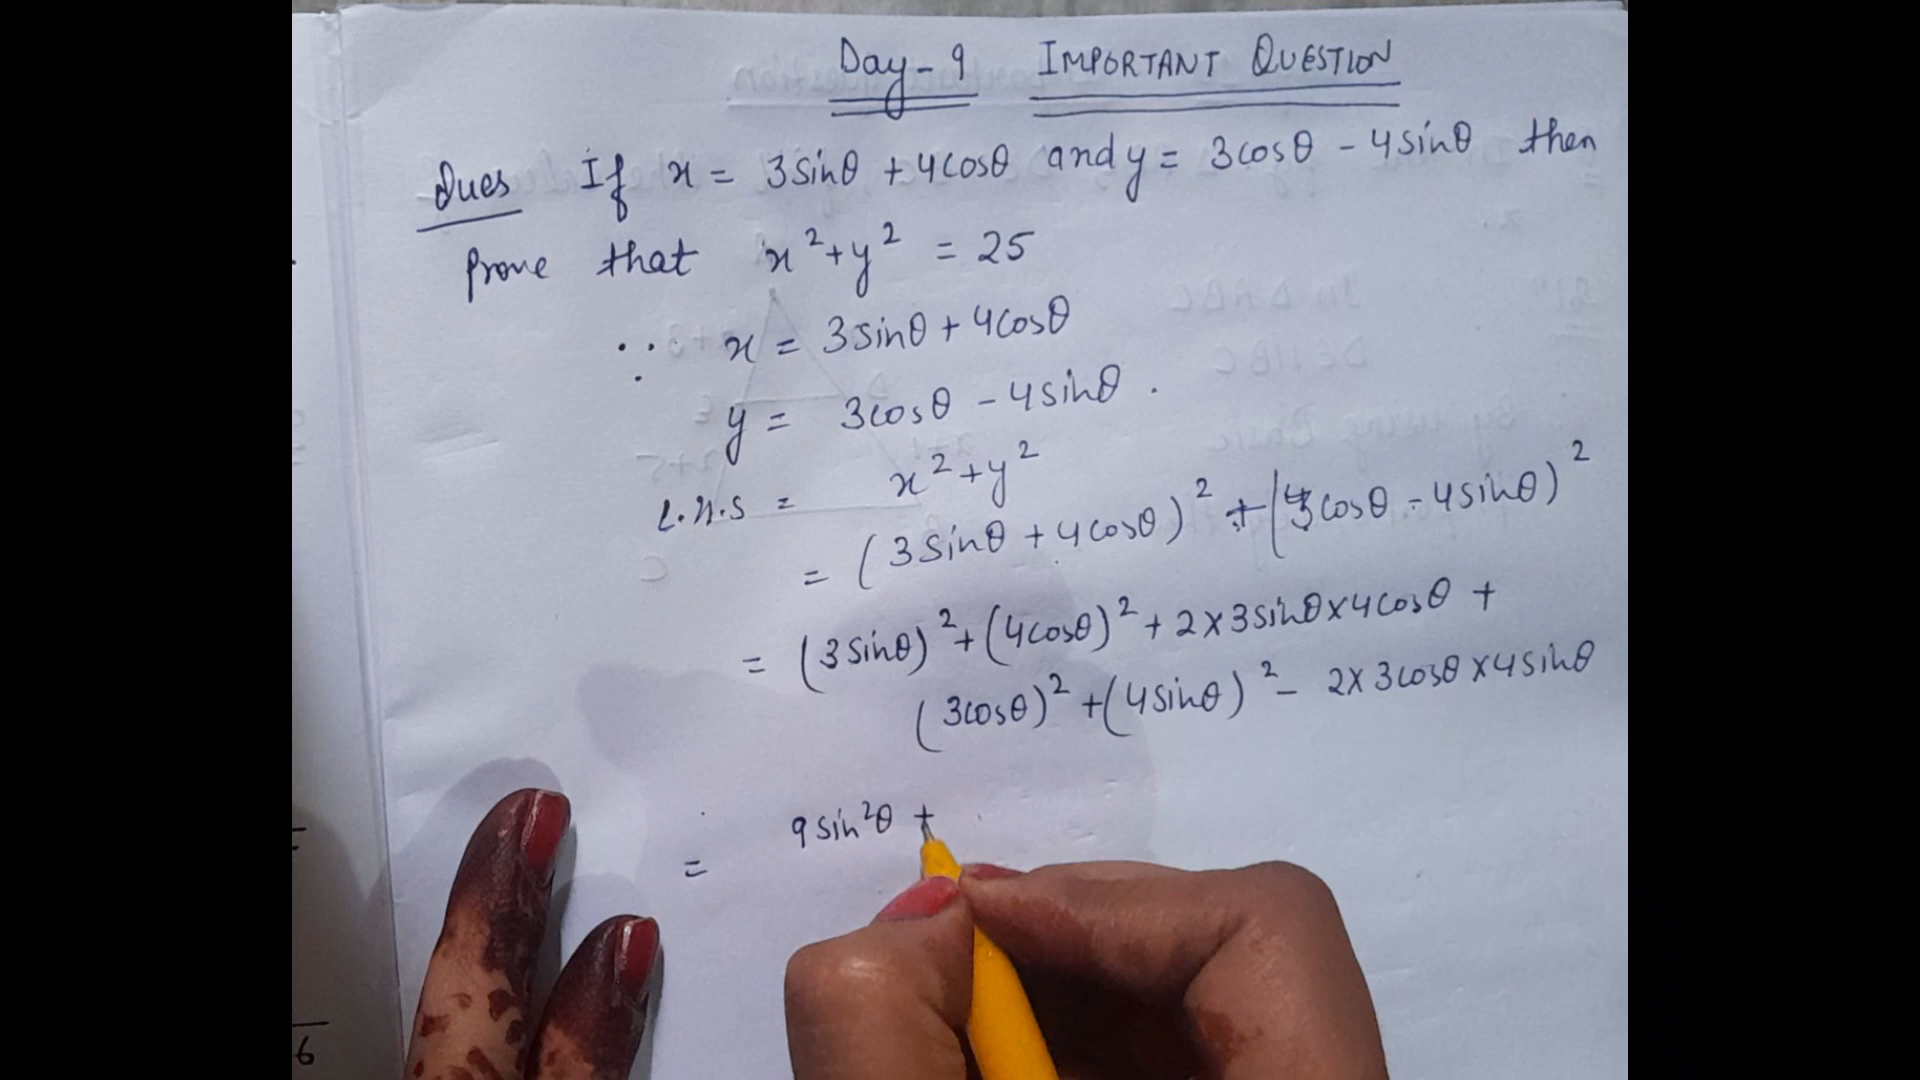 Day-9 IMPORTANT QUESTION
Ques If x = 3sinθ + 4cosθ and y = 3cosθ - 4sinθ then
Prove that x²+y² = 25
∵ x = 3sinθ + 4cosθ
y = 3cosθ - 4sinθ.
L.H.S = x²+y²
= (3sinθ + 4cosθ)² + (3cosθ - 4sinθ)²
= (3sinθ)² + (4cosθ)² + 2×3sinθ×4cosθ +
(3cosθ)² + (4sinθ)² - 2×3cosθ×4sinθ
= 9sin²θ +
6